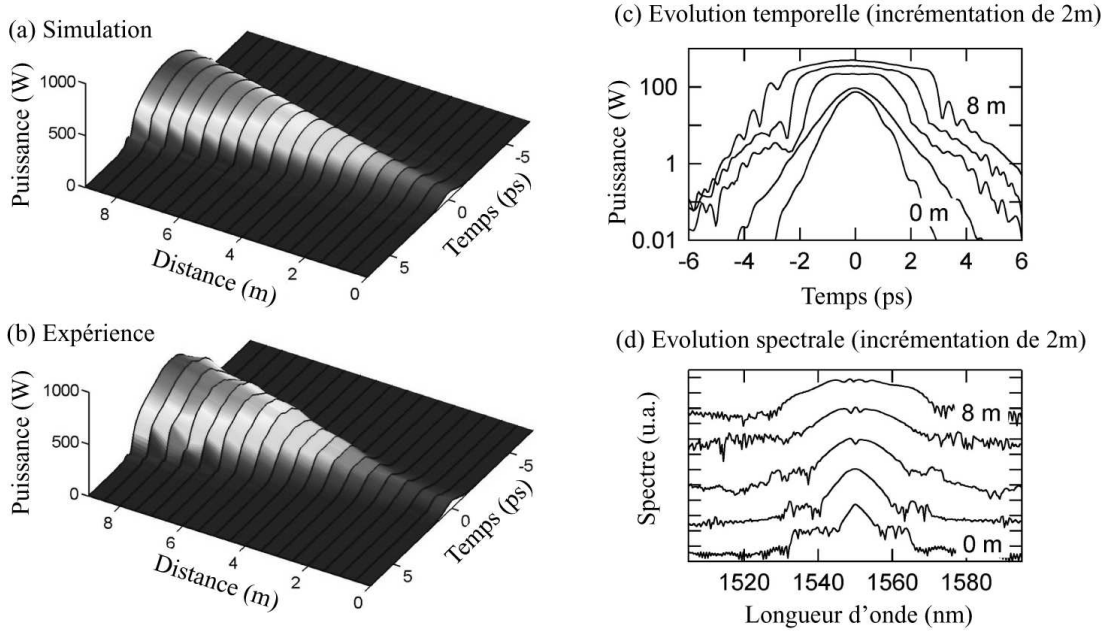 (a) Simulation
Puissance (W)
1000
500
0
8
6
4
2
0
Distance (m)
-5
0
5
Temps (ps)
(b) Expérience
Puissance (W)
1000
500
0
8
6
4
2
0
Distance (m)
-5
0
5
Temps (ps)
(c) Evolution temporelle (incrémentation de 2m)
Puissance (W)
100
1
0.01
8 m
0 m
-6 -4 -2 0 2 4 6
Temps (ps)
(d) Evolution spectrale (incrémentation de 2m)
Spectre (u.a.)
8 m
0 m
1520 1540 1560 1580
Longueur d'onde (nm)